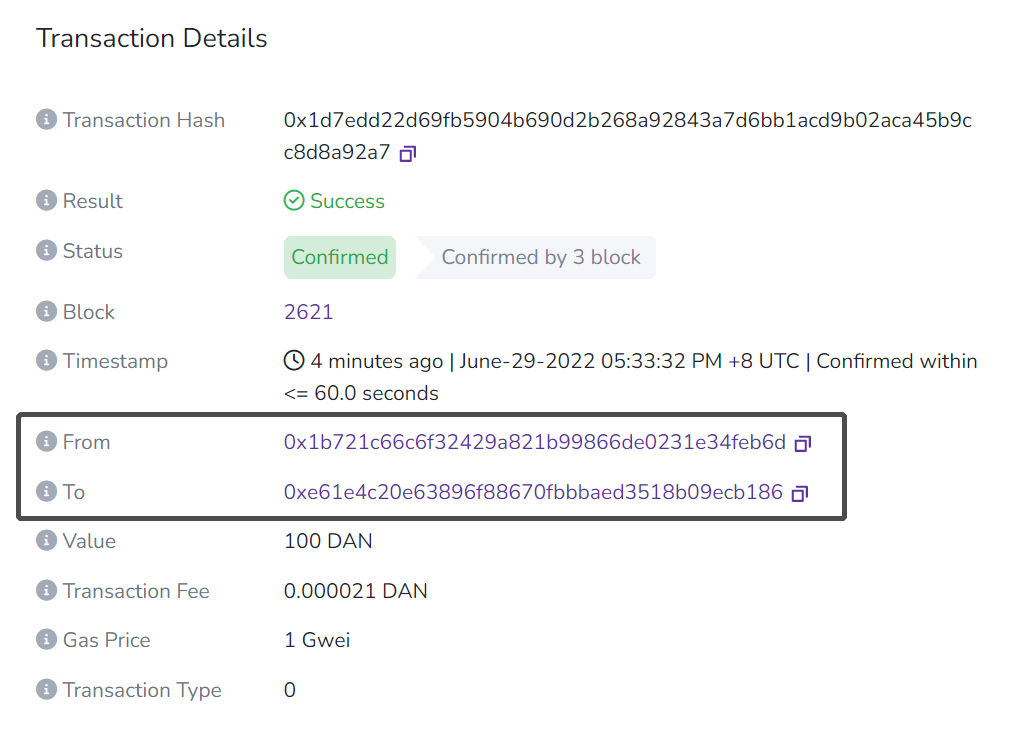 Transaction Details
Transaction Hash 0x1d7edd22d69fb5904b690d2b268a92843a7d6bb1acd9b02aca45b9c
c8d8a92a7
Result Success
Status Confirmed Confirmed by 3 block
Block 2621
Timestamp 4 minutes ago | June-29-2022 05:33:32 PM +8 UTC | Confirmed within
<= 60.0 seconds
From 0x1b721c66c6f32429a821b99866de0231e34feb6d
To 0xe61e4c20e63896f88670fbbbaed3518b09ecb186
Value 100 DAN
Transaction Fee 0.000021 DAN
Gas Price 1 Gwei
Transaction Type 0